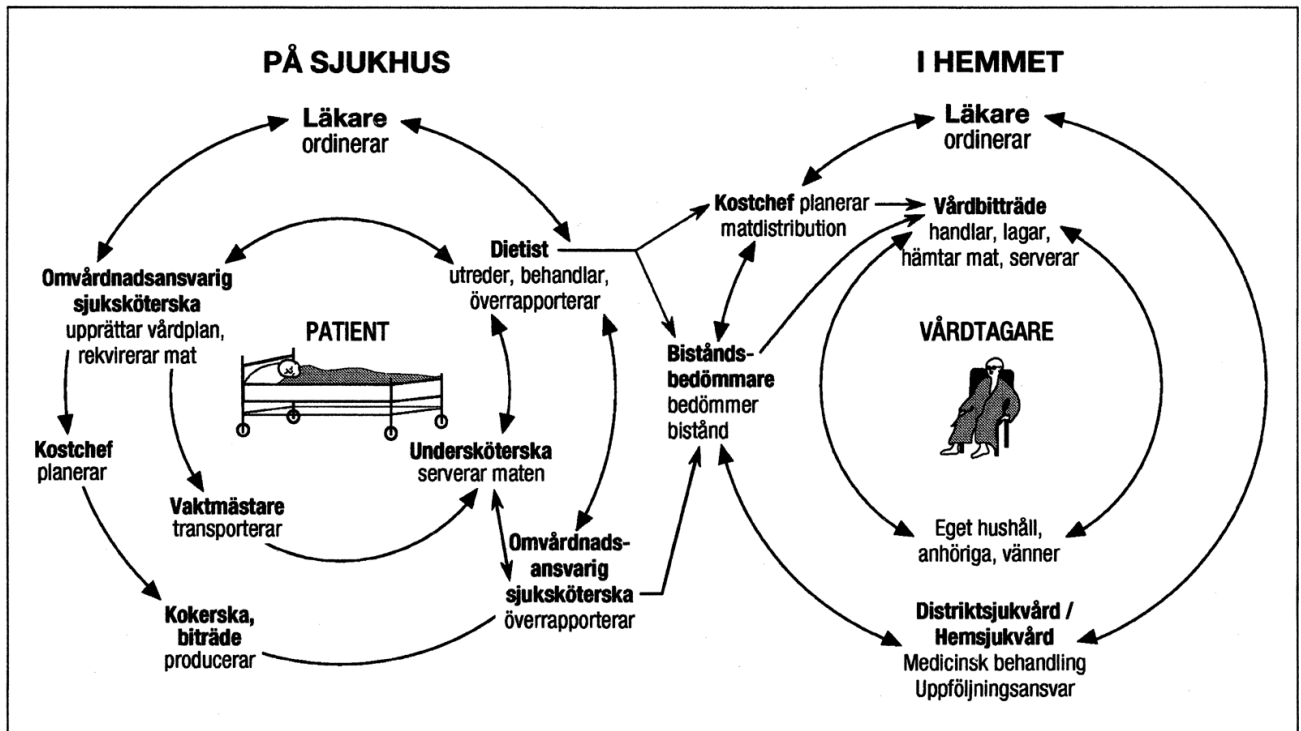 PÅ SJUKHUS
Läkare
ordinerar
Omvårdnadsansvarig
sjuksköterska
upprättar vårdplan,
rekvirerar mat
Dietist
utreder, behandlar,
överrapporterar
PATIENT
Kostchef
planerar
Vaktmästare
transporterar
Undersköterska
serverar maten
Kokerska,
biträde
producerar
Omvårdnads-
ansvarig
sjuksköterska
överrapporterar
I HEMMET
Läkare
ordinerar
Kostchef planerar
matdistribution
Vårdbitträde
handlar, lagar,
hämtar mat, serverar
Bistånds-
bedömmare
bedömmer
bistånd
VÅRDTAGARE
Eget hushåll,
anhöriga, vänner
Distriktsjukvård /
Hemsjukvård
Medicinsk behandling
Uppföljningsansvar